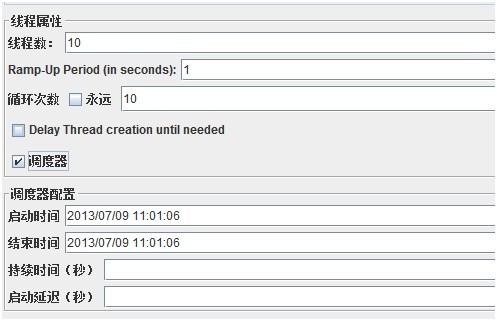 线程属性
线程数： 10
Ramp-Up Period (in seconds): 1
循环次数 永远 10
Delay Thread creation until needed
调度器
调度器配置
启动时间 2013/07/09 11:01:06
结束时间 2013/07/09 11:01:06
持续时间（秒）
启动延迟（秒）